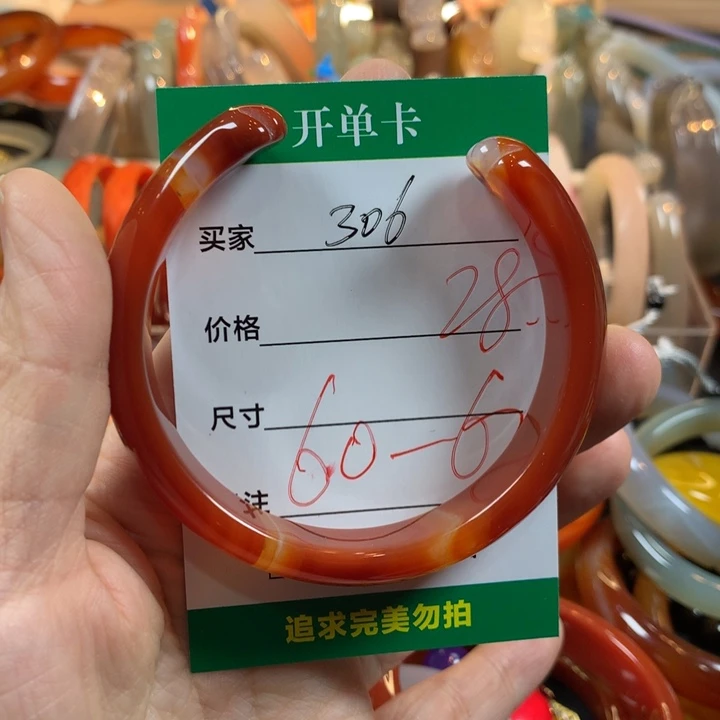 开单卡
买家 306
价格 28
尺寸
60-6
注
追求完美勿拍